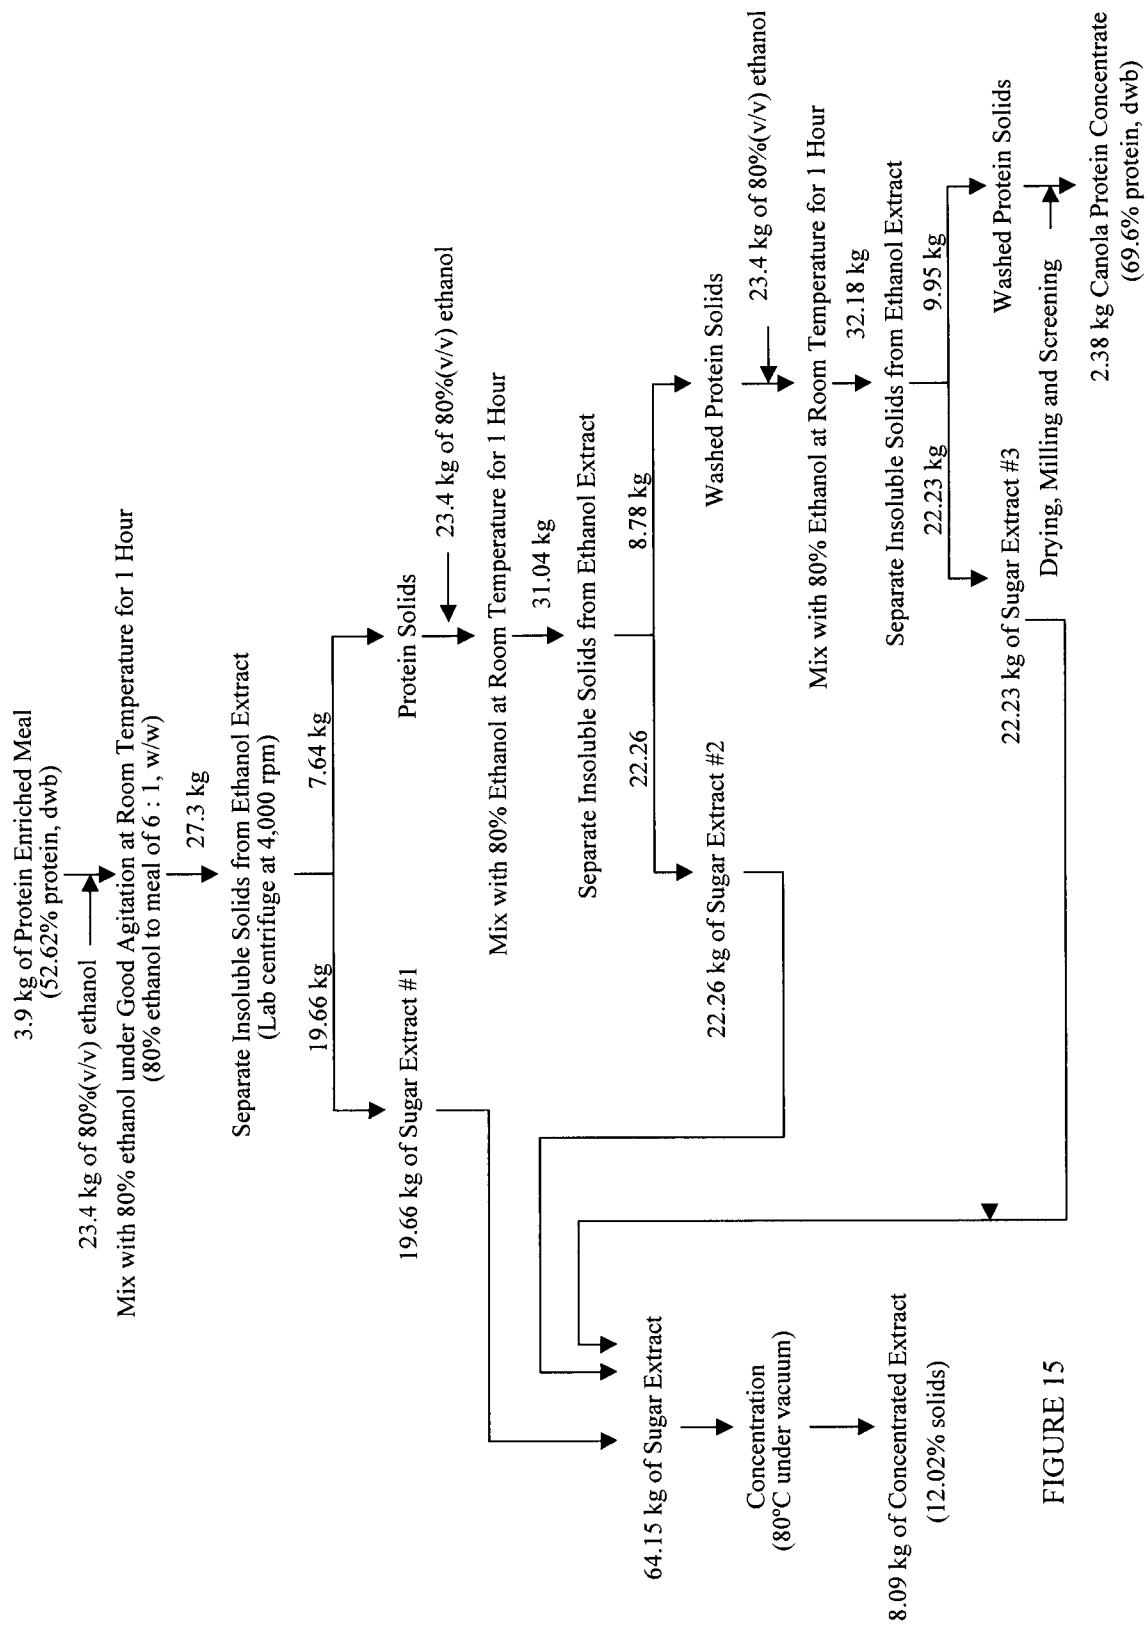 3.9 kg of Protein Enriched Meal
(52.62% protein, dwb)
23.4 kg of 80%(v/v) ethanol
Mix with 80% ethanol under Good Agitation at Room Temperature for 1 Hour
(80% ethanol to meal of 6 : 1, w/w)
27.3 kg
Separate Insoluble Solids from Ethanol Extract
(Lab centrifuge at 4,000 rpm)
19.66 kg
7.64 kg
19.66 kg of Sugar Extract #1
Protein Solids
23.4 kg of 80%(v/v) ethanol
Mix with 80% Ethanol at Room Temperature for 1 Hour
31.04 kg
Separate Insoluble Solids from Ethanol Extract
22.26
8.78 kg
22.26 kg of Sugar Extract #2
Washed Protein Solids
23.4 kg of 80%(v/v) ethanol
Mix with 80% Ethanol at Room Temperature for 1 Hour
32.18 kg
Separate Insoluble Solids from Ethanol Extract
22.23 kg
9.95 kg
22.23 kg of Sugar Extract #3
Washed Protein Solids
Drying, Milling and Screening
2.38 kg Canola Protein Concentrate
(69.6% protein, dwb)
64.15 kg of Sugar Extract
Concentration
(80°C under vacuum)
8.09 kg of Concentrated Extract
(12.02% solids)
FIGURE 15